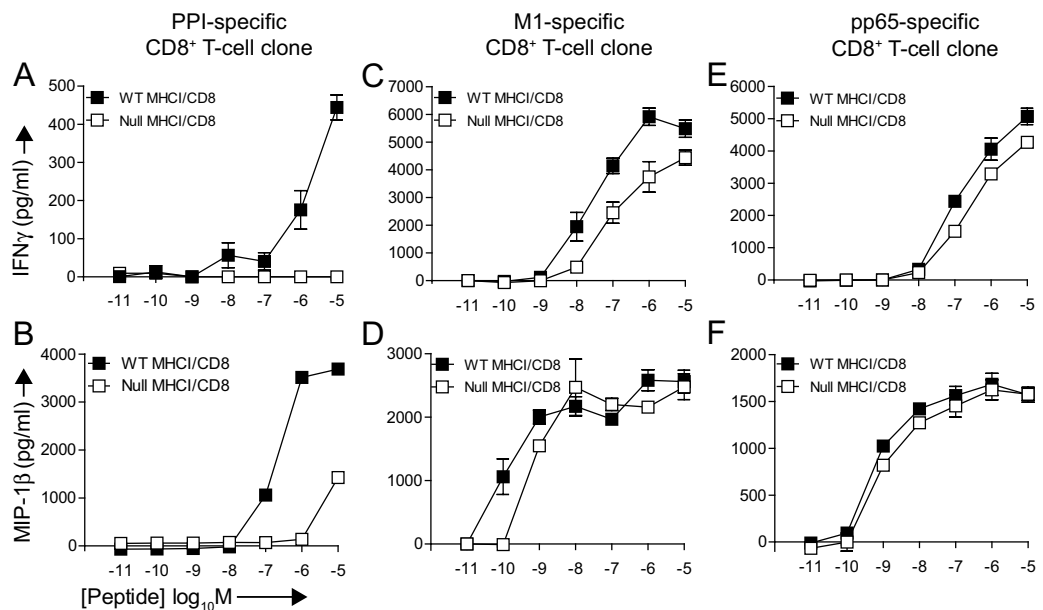 PPI-specific
CD8+ T-cell clone
M1-specific
CD8+ T-cell clone
pp65-specific
CD8+ T-cell clone
A
IFNγ (pg/ml)
500
400
300
200
100
0
WT MHCI/CD8
Null MHCI/CD8
-11 -10 -9 -8 -7 -6 -5
C
7000
6000
5000
4000
3000
2000
1000
0
WT MHCI/CD8
Null MHCI/CD8
-11 -10 -9 -8 -7 -6 -5
E
6000
5000
4000
3000
2000
1000
0
WT MHCI/CD8
Null MHCI/CD8
-11 -10 -9 -8 -7 -6 -5
B
MIP-1β (pg/ml)
4000
3000
2000
1000
0
WT MHCI/CD8
Null MHCI/CD8
-11 -10 -9 -8 -7 -6 -5
[Peptide] log10M
D
3000
2000
1000
0
WT MHCI/CD8
Null MHCI/CD8
-11 -10 -9 -8 -7 -6 -5
F
2000
1500
1000
500
0
WT MHCI/CD8
Null MHCI/CD8
-11 -10 -9 -8 -7 -6 -5